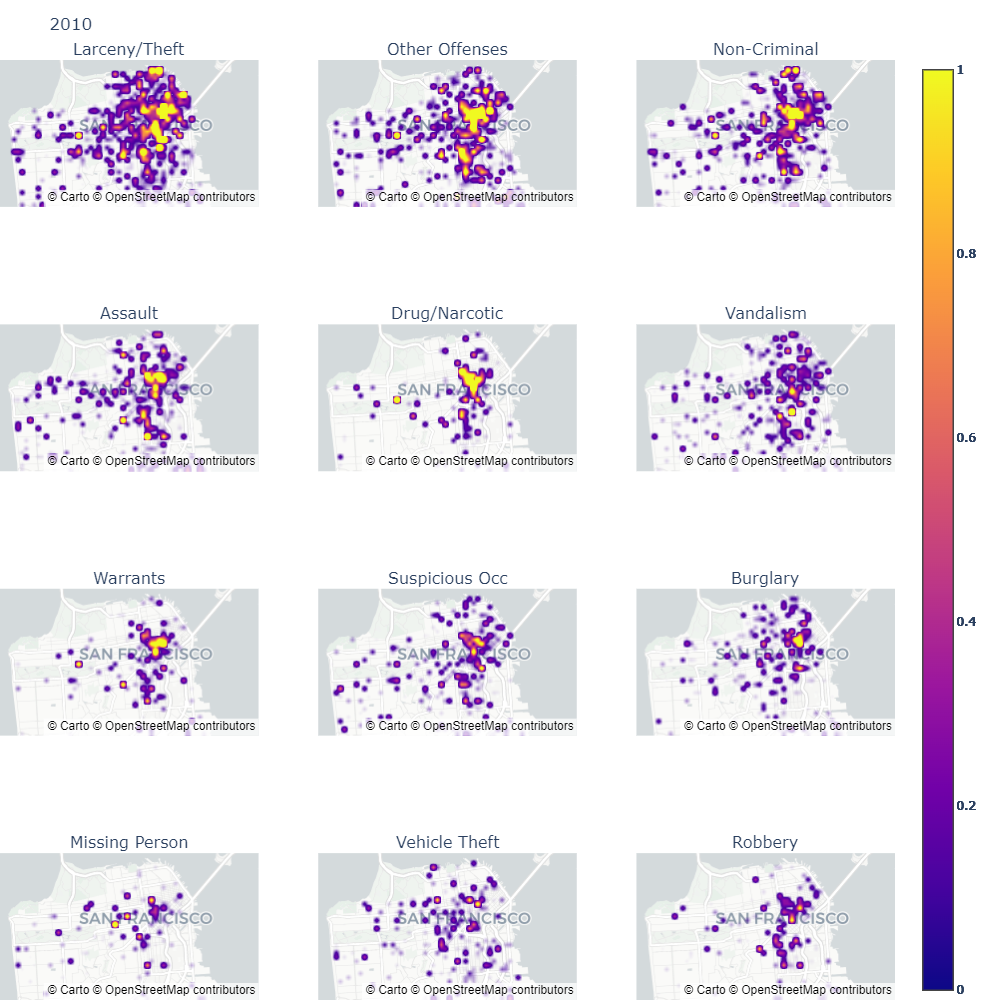 2010
Larceny/Theft
Other Offenses
Non-Criminal
1
SAN FRANCISCO
SAN FRANCISCO
SAN FRANCISCO
© Carto © OpenStreetMap contributors
© Carto © OpenStreetMap contributors
© Carto © OpenStreetMap contributors
0.8
Assault
Drug/Narcotic
Vandalism
SAN FRANCISCO
SAN FRANCISCO
SAN FRANCISCO
0.6
© Carto © OpenStreetMap contributors
© Carto © OpenStreetMap contributors
© Carto © OpenStreetMap contributors
Warrants
Suspicious Occ
Burglary
0.4
SAN FRANCISCO
SAN FRANCISCO
SAN FRANCISCO
© Carto © OpenStreetMap contributors
© Carto © OpenStreetMap contributors
© Carto © OpenStreetMap contributors
0.2
Missing Person
Vehicle Theft
Robbery
SAN FRANCISCO
SAN FRANCISCO
SAN FRANCISCO
© Carto © OpenStreetMap contributors
© Carto © OpenStreetMap contributors
© Carto © OpenStreetMap contributors
0